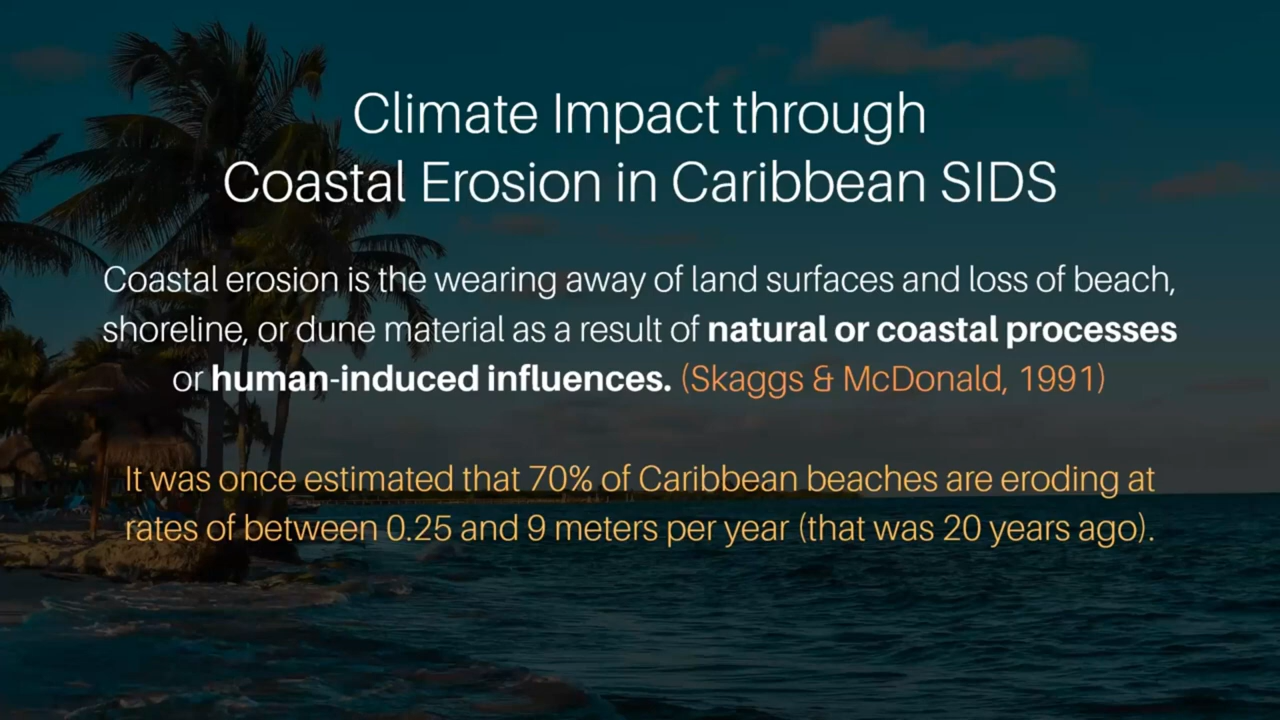 Climate Impact through
Coastal Erosion in Caribbean SIDS
Coastal erosion is the wearing away of land surfaces and loss of beach,
shoreline, or dune material as a result of natural or coastal processes
or human-induced influences. (Skaggs & McDonald, 1991)
It was once estimated that 70% of Caribbean beaches are eroding at
rates of between 0.25 and 9 meters per year (that was 20 years ago).